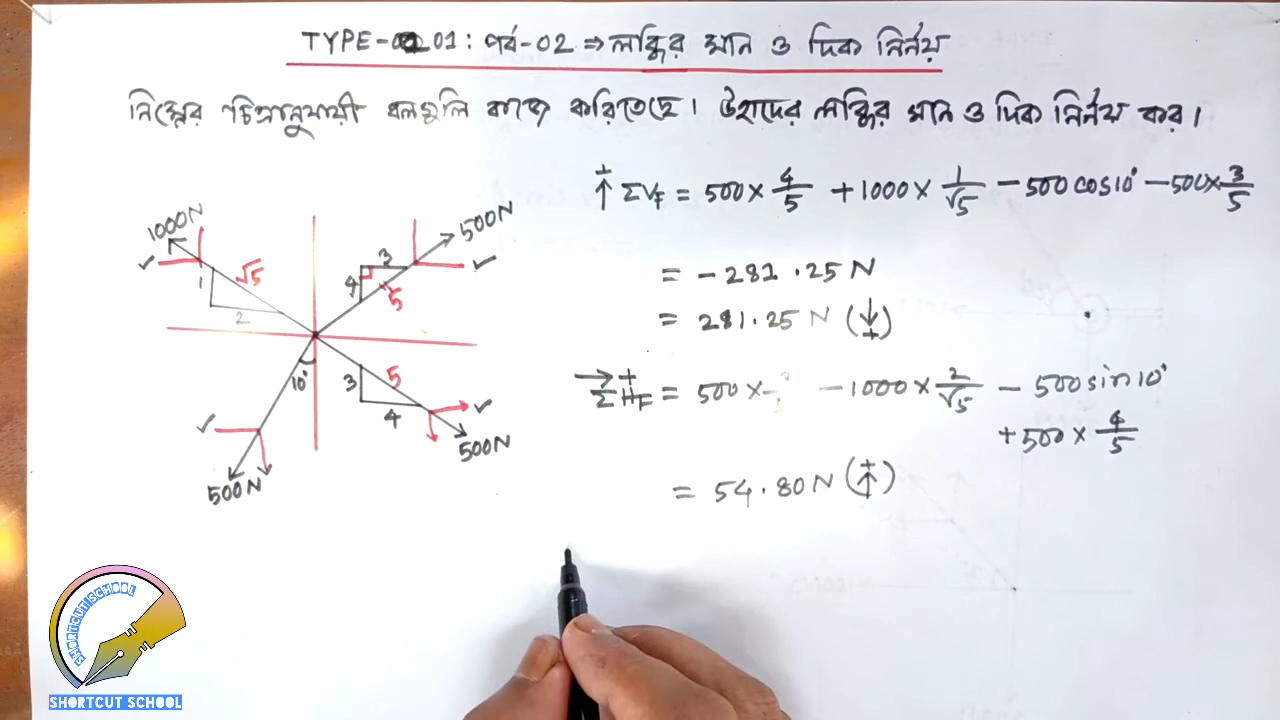 TYPE-01: পর্ব-02 ⇒ লব্ধির মান ও দিক নির্ণয়
নিম্নের চিত্রানুযায়ী বলগুলি কাজ করিতেছে। উহাদের লব্ধির মান ও দিক নির্ণয় কর।
+↑ ΣVF = 500 × 4/5 + 1000 × 1/√5 - 500 cos10° - 500 × 3/5
= -281.25 N
= 281.25 N (↓+)
→+ ΣHF = 500 × - 1000 × 2/√5 - 500 sin10°
+ 500 × 4/5
= 54.80 N (+↑)
1000N
500N
1
√5
2
3
4
5
10°
3
5
4
500N
500N
SHORTCUT SCHOOL
SHORTCUT SCHOOL